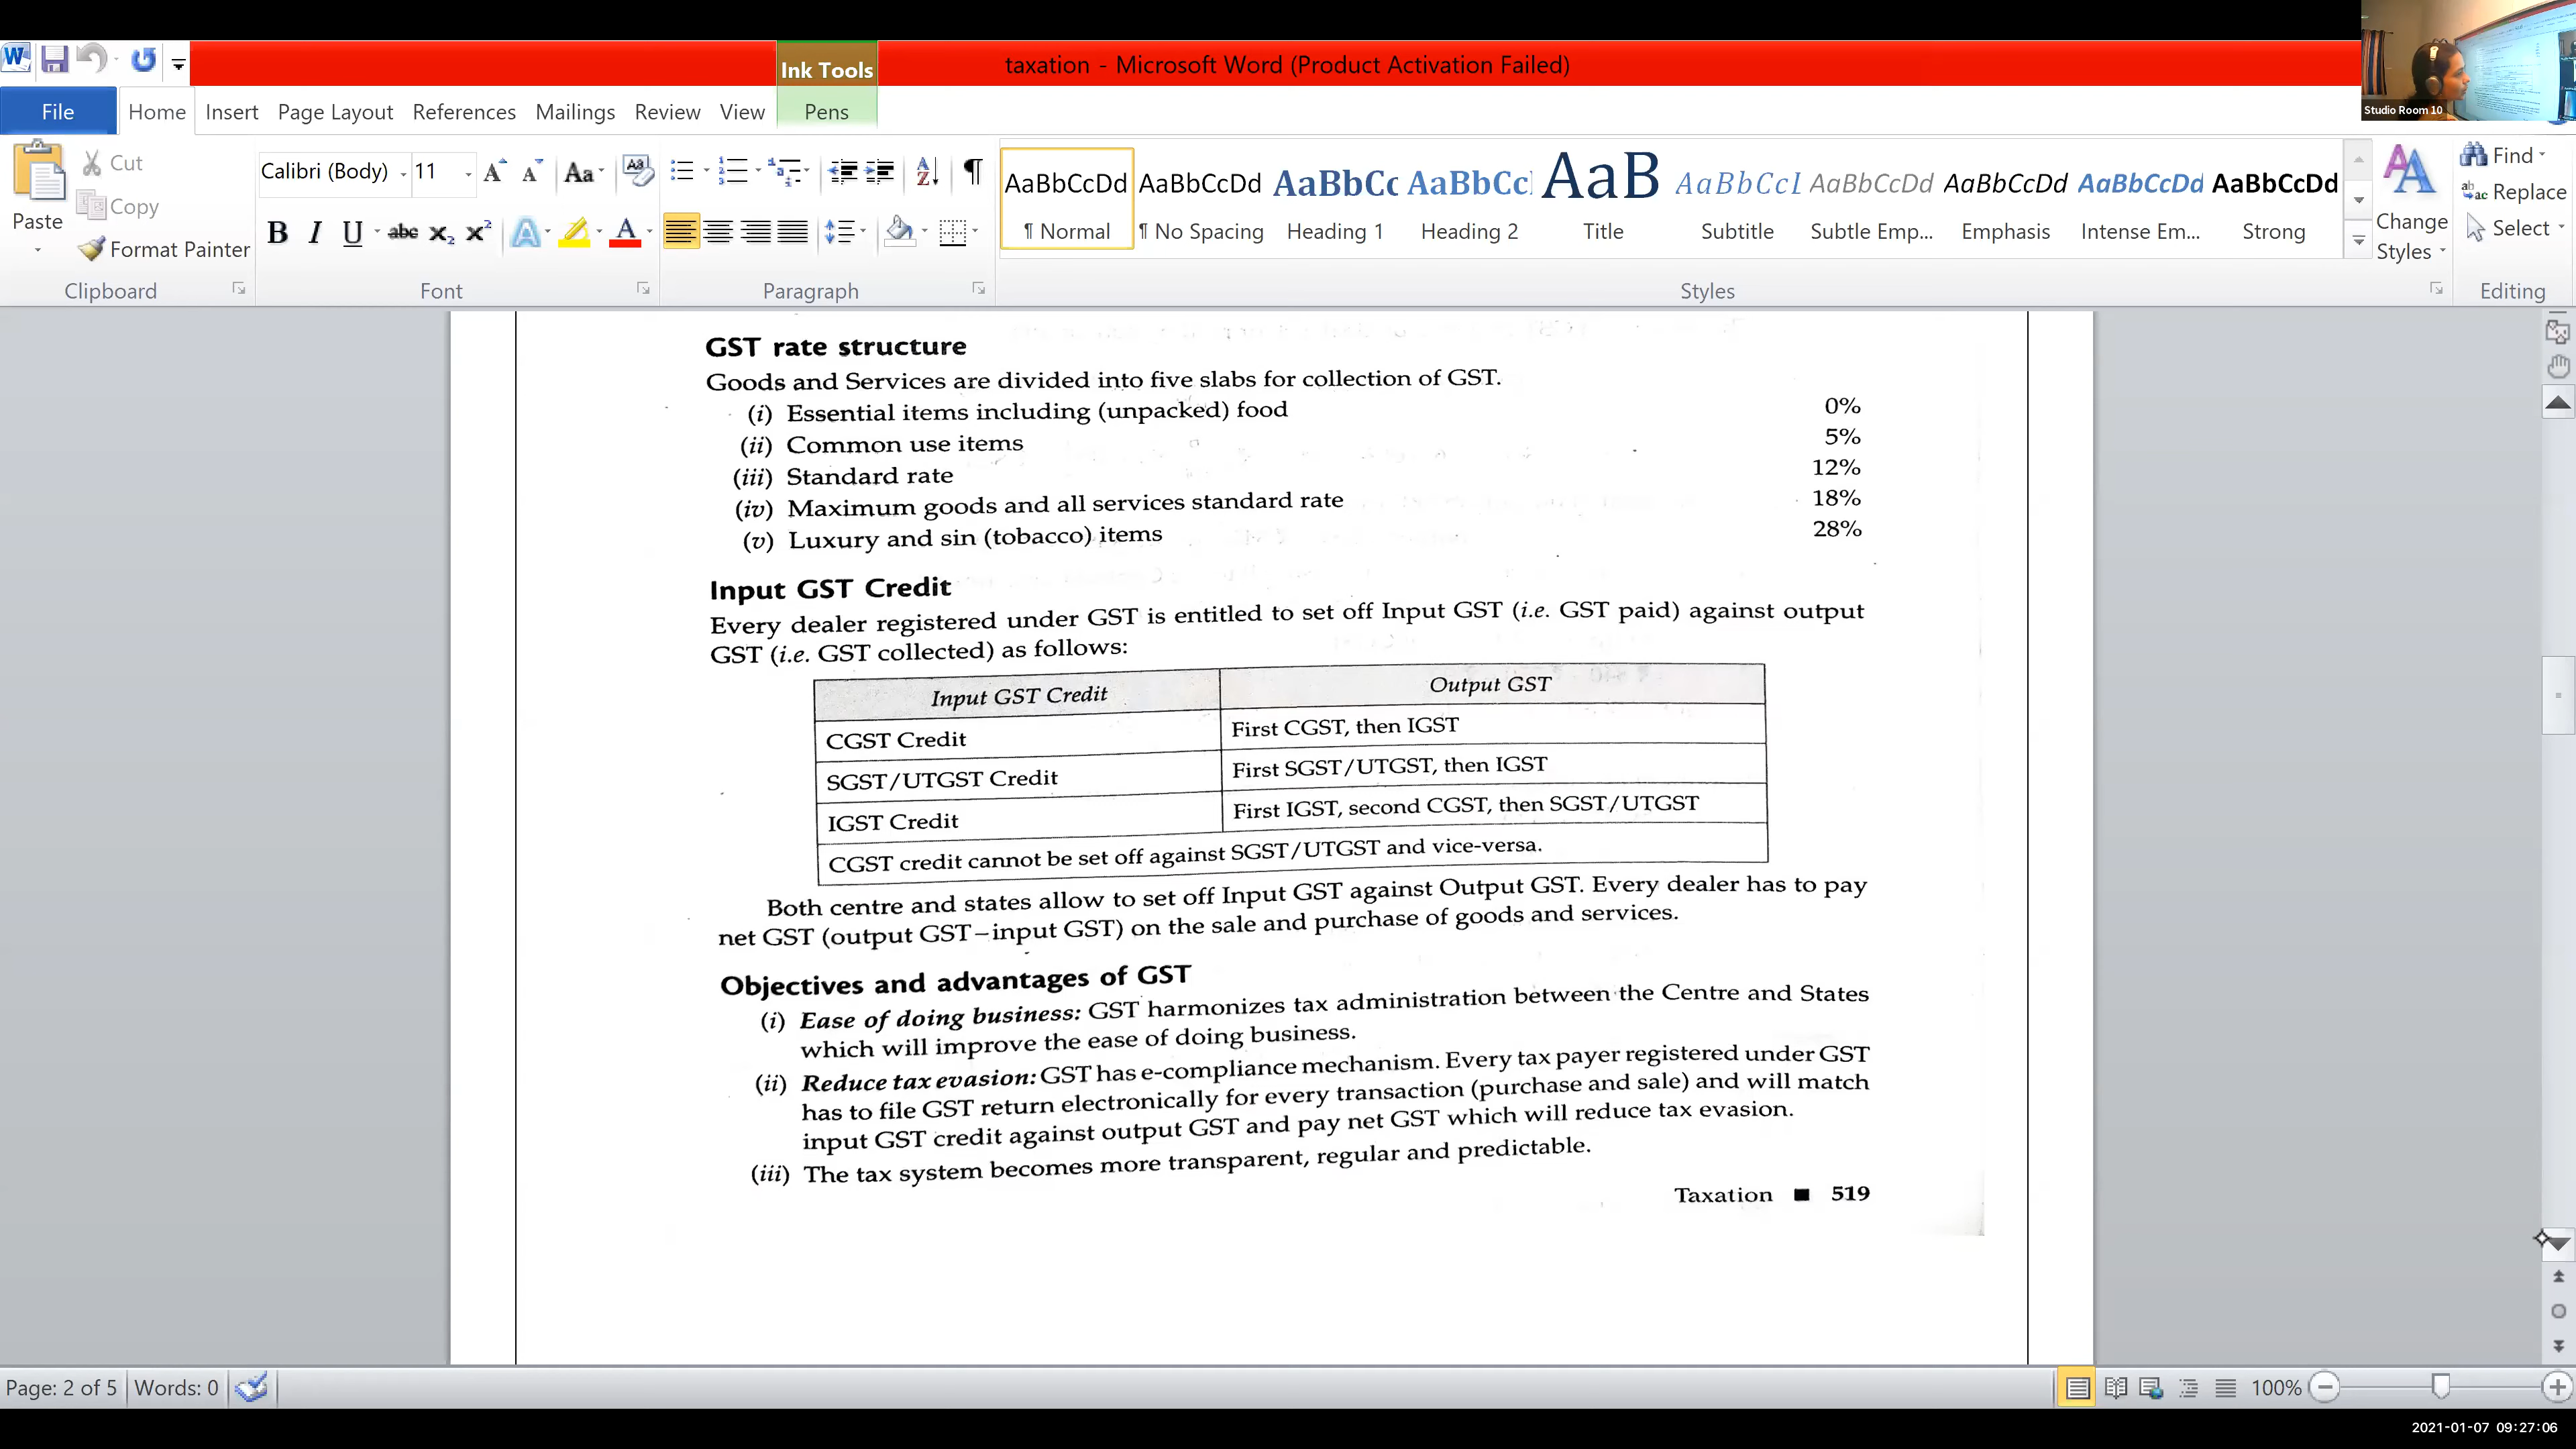 taxation - Microsoft Word (Product Activation Failed)
Ink Tools
Studio Room 10
File Home Insert Page Layout References Mailings Review View Pens
Paste
Cut
Copy
Format Painter
Clipboard
Calibri (Body) 11
Font
Paragraph
AaBbCcDd AaBbCcDd AaBbCc AaBbCc AaB AaBbCcI AaBbCcDd AaBbCcDd AaBbCcDd AaBbCcDd
¶ Normal ¶ No Spacing Heading 1 Heading 2 Title Subtitle Subtle Emp... Emphasis Intense Em... Strong
Styles
Change
Styles
Find
Replace
Select
Editing
GST rate structure
Goods and Services are divided into five slabs for collection of GST.
(i) Essential items including (unpacked) food 0%
(ii) Common use items 5%
(iii) Standard rate 12%
(iv) Maximum goods and all services standard rate 18%
(v) Luxury and sin (tobacco) items 28%
Input GST Credit
Every dealer registered under GST is entitled to set off Input GST (i.e. GST paid) against output
GST (i.e. GST collected) as follows:
Input GST Credit Output GST
CGST Credit First CGST, then IGST
SGST/UTGST Credit First SGST/UTGST, then IGST
IGST Credit First IGST, second CGST, then SGST/UTGST
CGST credit cannot be set off against SGST/UTGST and vice-versa.
Both centre and states allow to set off Input GST against Output GST. Every dealer has to pay
net GST (output GST–input GST) on the sale and purchase of goods and services.
Objectives and advantages of GST
(i) Ease of doing business: GST harmonizes tax administration between the Centre and States
which will improve the ease of doing business.
(ii) Reduce tax evasion: GST has e-compliance mechanism. Every tax payer registered under GST
has to file GST return electronically for every transaction (purchase and sale) and will match
input GST credit against output GST and pay net GST which will reduce tax evasion.
(iii) The tax system becomes more transparent, regular and predictable.
Taxation ■ 519
Page: 2 of 5 Words: 0 100%
2021-01-07 09:27:06